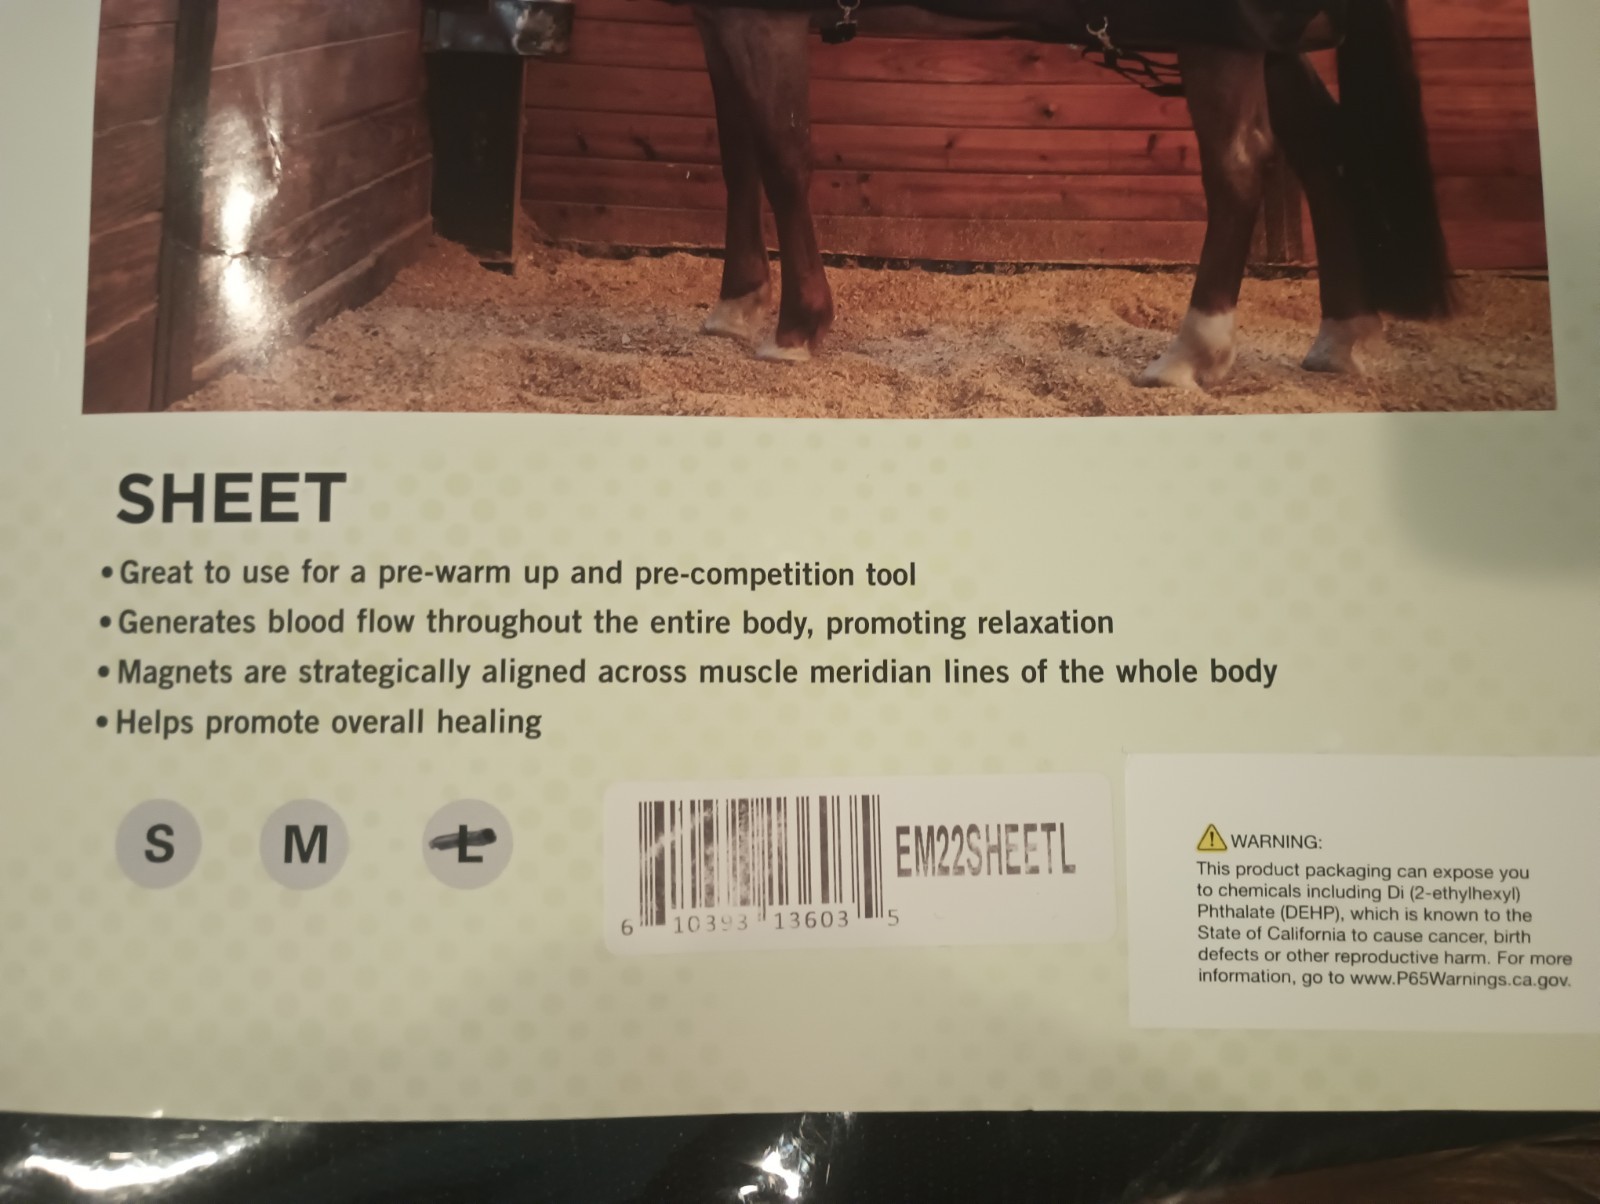 SHEET
• Great to use for a pre-warm up and pre-competition tool
• Generates blood flow throughout the entire body, promoting relaxation
• Magnets are strategically aligned across muscle meridian lines of the whole body
• Helps promote overall healing
S M L
EM22SHEETL
6 10393 13603 5
WARNING:
This product packaging can expose you
to chemicals including Di (2-ethylhexyl)
Phthalate (DEHP), which is known to the
State of California to cause cancer, birth
defects or other reproductive harm. For more
information, go to www.P65Warnings.ca.gov.